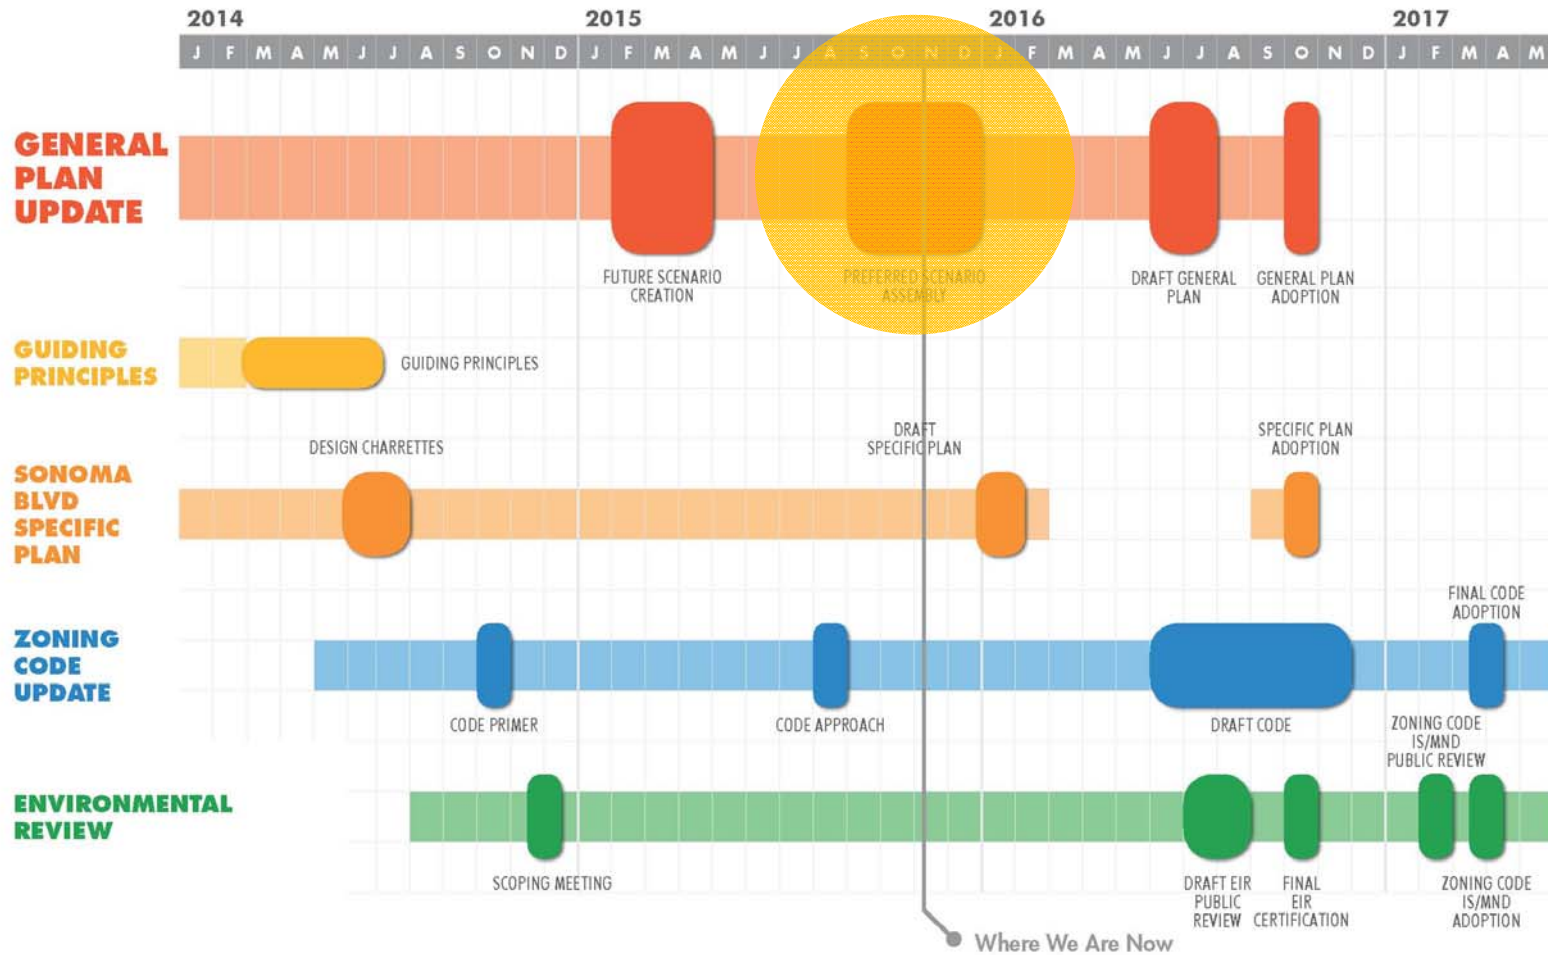 2014 2015 2016 2017
J F M A M J J A S O N D J F M A M J J A S O N D J F M A M J J A S O N D J F M A M
GENERAL
PLAN
UPDATE
FUTURE SCENARIO
CREATION
PREFERRED SCENARIO
ASSEMBLY
DRAFT GENERAL
PLAN
GENERAL PLAN
ADOPTION
GUIDING
PRINCIPLES
GUIDING PRINCIPLES
SONOMA
BLVD
SPECIFIC
PLAN
DESIGN CHARRETTES
DRAFT
SPECIFIC PLAN
SPECIFIC PLAN
ADOPTION
ZONING
CODE
UPDATE
CODE PRIMER
CODE APPROACH
DRAFT CODE
FINAL CODE
ADOPTION
ZONING CODE
IS/MND
PUBLIC REVIEW
ENVIRONMENTAL
REVIEW
SCOPING MEETING
DRAFT EIR
PUBLIC
REVIEW
FINAL
EIR
CERTIFICATION
ZONING CODE
IS/MND
ADOPTION
Where We Are Now